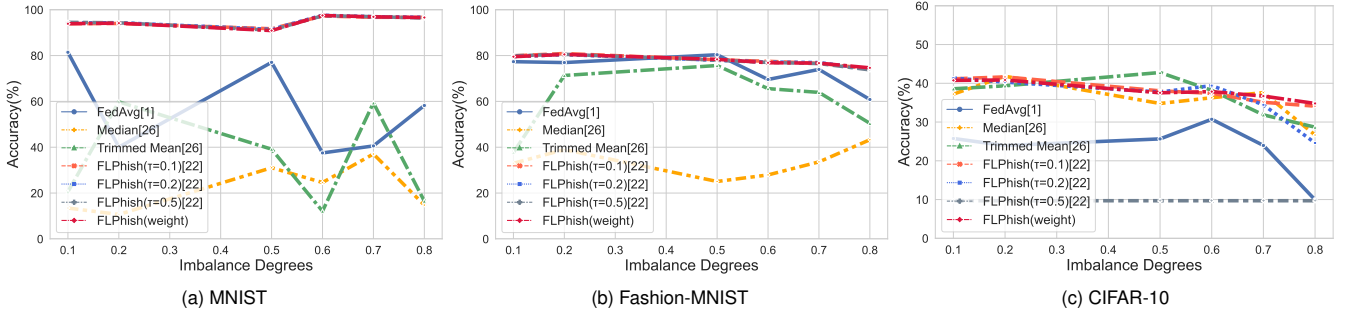 100
80
60
40
20
0
Accuracy(%)
FedAvg[1]
Median[26]
Trimmed Mean[26]
FLPhish(τ=0.1)[22]
FLPhish(τ=0.2)[22]
FLPhish(τ=0.5)[22]
FLPhish(weight)
0.1 0.2 0.3 0.4 0.5 0.6 0.7 0.8
Imbalance Degrees
(a) MNIST
100
80
60
40
20
0
Accuracy(%)
FedAvg[1]
Median[26]
Trimmed Mean[26]
FLPhish(τ=0.1)[22]
FLPhish(τ=0.2)[22]
FLPhish(τ=0.5)[22]
FLPhish(weight)
0.1 0.2 0.3 0.4 0.5 0.6 0.7 0.8
Imbalance Degrees
(b) Fashion-MNIST
60
50
40
30
20
10
0
Accuracy(%)
FedAvg[1]
Median[26]
Trimmed Mean[26]
FLPhish(τ=0.1)[22]
FLPhish(τ=0.2)[22]
FLPhish(τ=0.5)[22]
FLPhish(weight)
0.1 0.2 0.3 0.4 0.5 0.6 0.7 0.8
Imbalance Degrees
(c) CIFAR-10